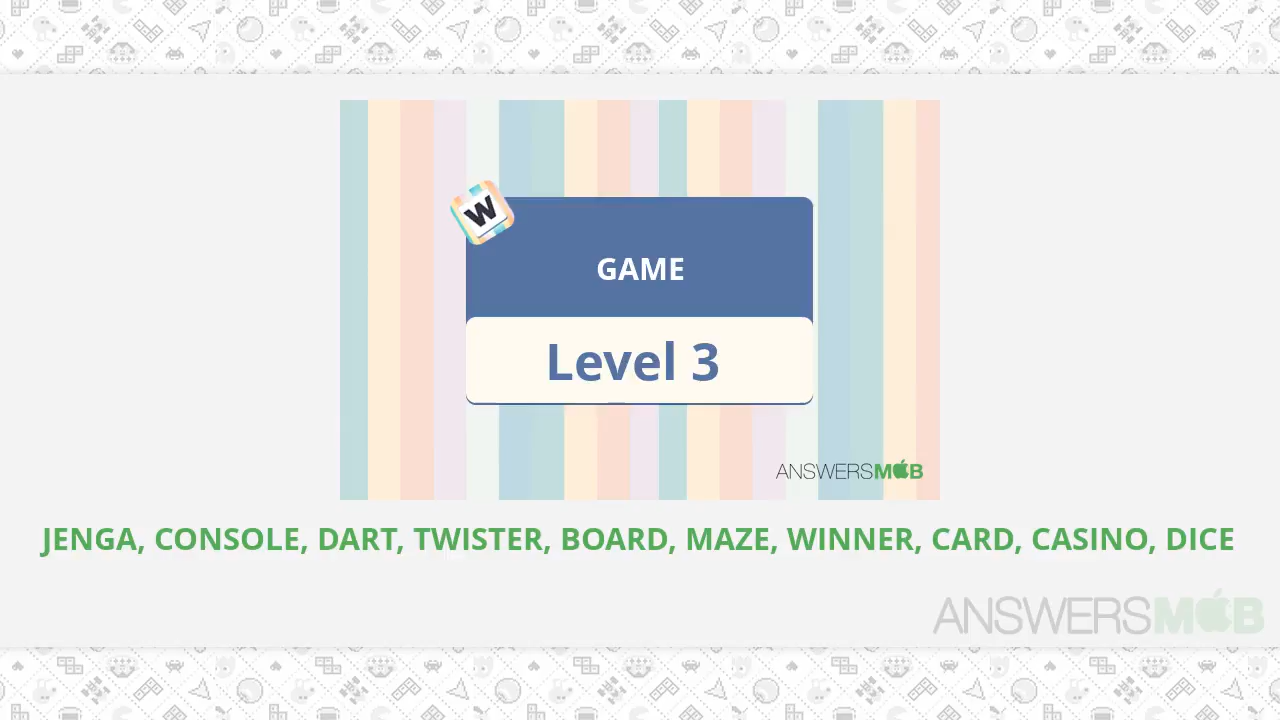 W
GAME
Level 3
ANSWERSMOB
JENGA, CONSOLE, DART, TWISTER, BOARD, MAZE, WINNER, CARD, CASINO, DICE
ANSWERSMOB